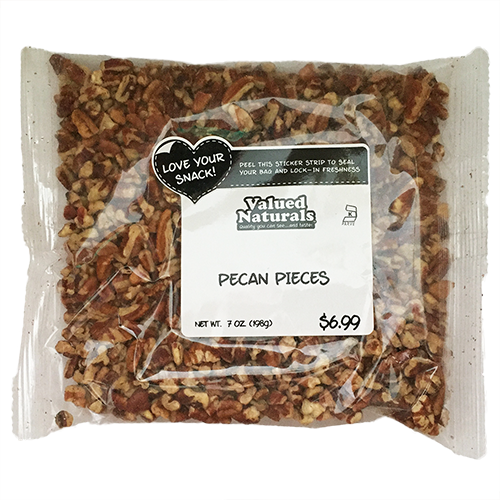 LOVE YOUR
SNACK!
PEEL THIS STICKER STRIP TO SEAL
YOUR BAG AND LOCK-IN FRESHNESS
Valued
Naturals
Quality you can see...and taste.
K
PECAN PIECES
NET WT. 7 OZ. (198g)
$6.99